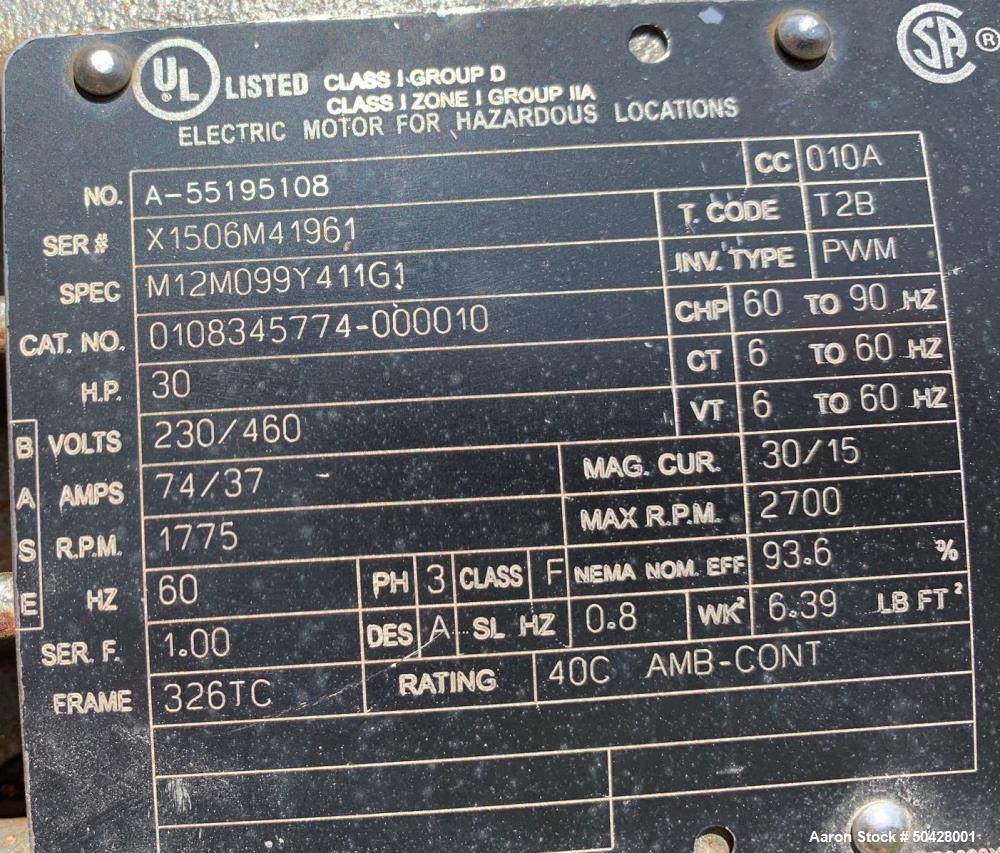 UL ® LISTED CLASS I GROUP D
CLASS I ZONE I GROUP IIA
SA ®
ELECTRIC MOTOR FOR HAZARDOUS LOCATIONS
NO. A-55195108 CC 010A
SER # X1506M41961 T. CODE T2B
SPEC M12M099Y411G1 INV. TYPE PWM
CAT. NO. 0108345774-000010 CHP 60 TO 90 HZ
H.P. 30 CT 6 TO 60 HZ
BASE VOLTS 230/460 VT 6 TO 60 HZ
AMPS 74/37 MAG. CUR. 30/15
R.P.M. 1775 MAX R.P.M. 2700
HZ 60 PH 3 CLASS F NEMA NOM. EFF 93.6 %
SER. F. 1.00 DES A SL HZ 0.8 WK² 6.39 LB FT²
FRAME 326TC RATING 40C AMB-CONT
Aaron Stock # 50428001